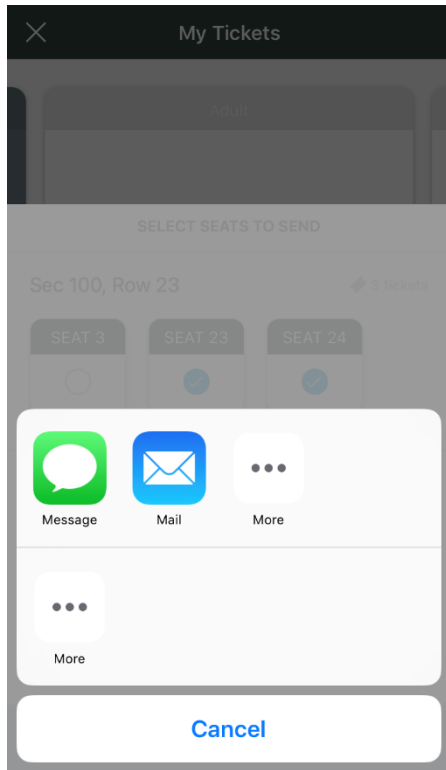 My Tickets
Adult
SELECT SEATS TO SEND
Sec 100, Row 23
3 tickets
SEAT 3 SEAT 23 SEAT 24
Message Mail More
More
Cancel